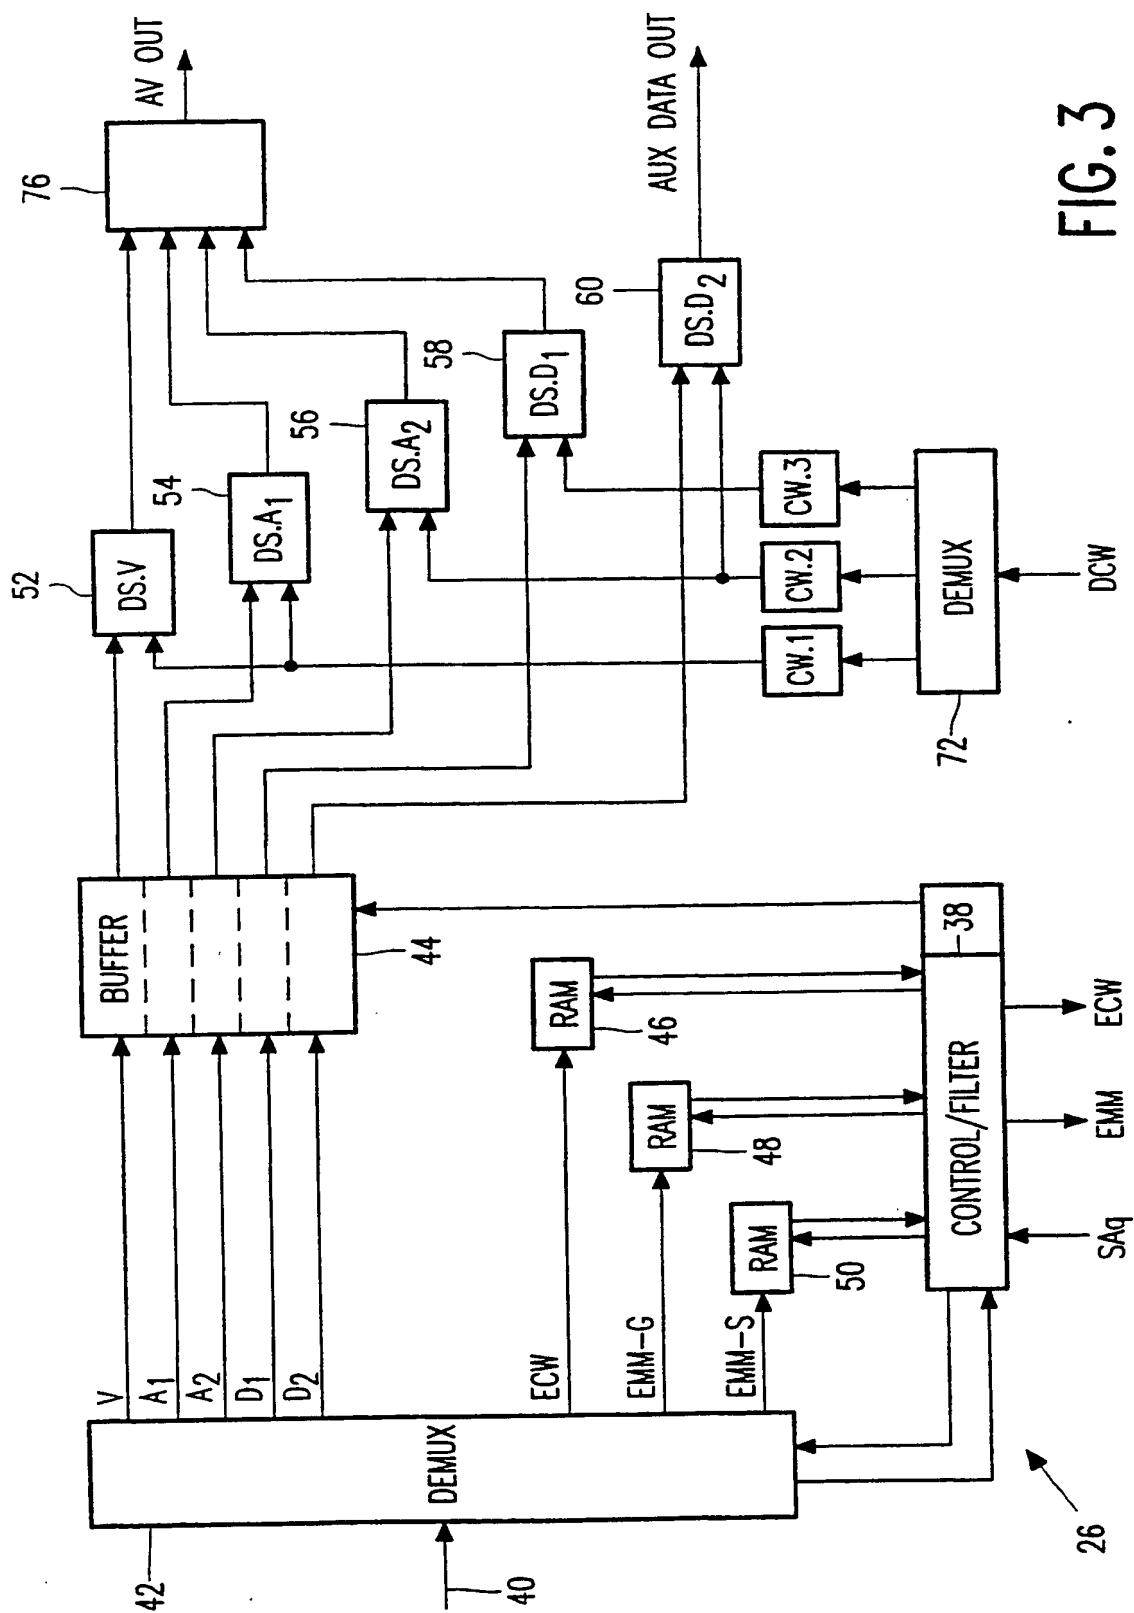 76
AV OUT
52
DS.V
54
DS.A1
56
DS.A2
58
DS.D1
60
DS.D2
AUX DATA OUT
BUFFER
44
V
A1
A2
D1
D2
42
DEMUX
40
ECW
RAM
46
EMM-G
RAM
48
EMM-S
RAM
50
CONTROL/FILTER
38
SAq
EMM
ECW
CW.1
CW.2
CW.3
72
DEMUX
DCW
26
FIG. 3